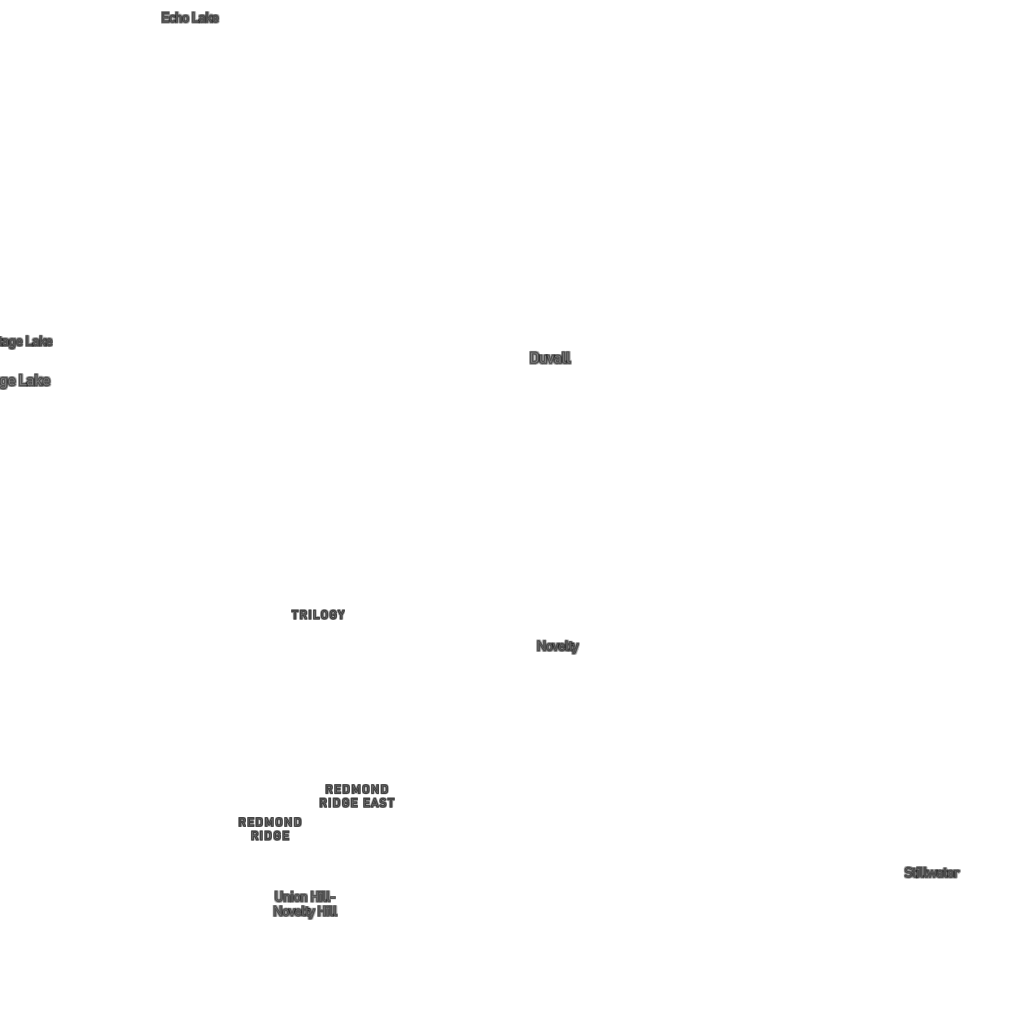 Echo Lake
tage Lake
Duvall
ge Lake
TRILOGY
Novelty
REDMOND
RIDGE EAST
REDMOND
RIDGE
Stillwater
Union Hill-
Novelty Hill